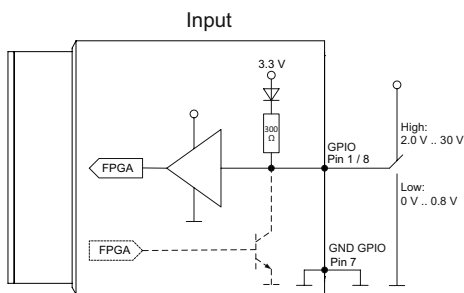 Input
3.3 V
300
Ω
High:
2.0 V .. 30 V
GPIO
Pin 1 / 8
FPGA
Low:
0 V .. 0.8 V
FPGA
GND GPIO
Pin 7